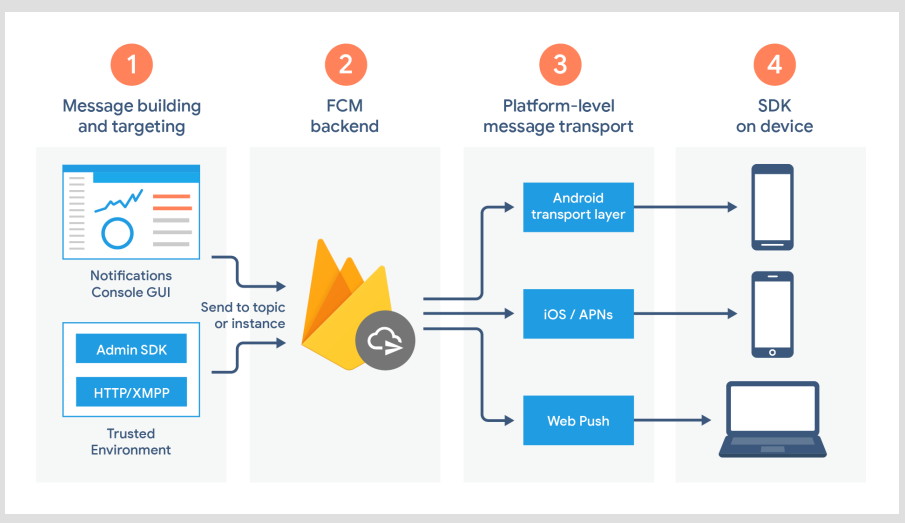 1
Message building
and targeting
2
FCM
backend
3
Platform-level
message transport
4
SDK
on device
Notifications
Console GUI
Send to topic
or instance
Admin SDK
HTTP/XMPP
Trusted
Environment
Android
transport layer
iOS / APNs
Web Push